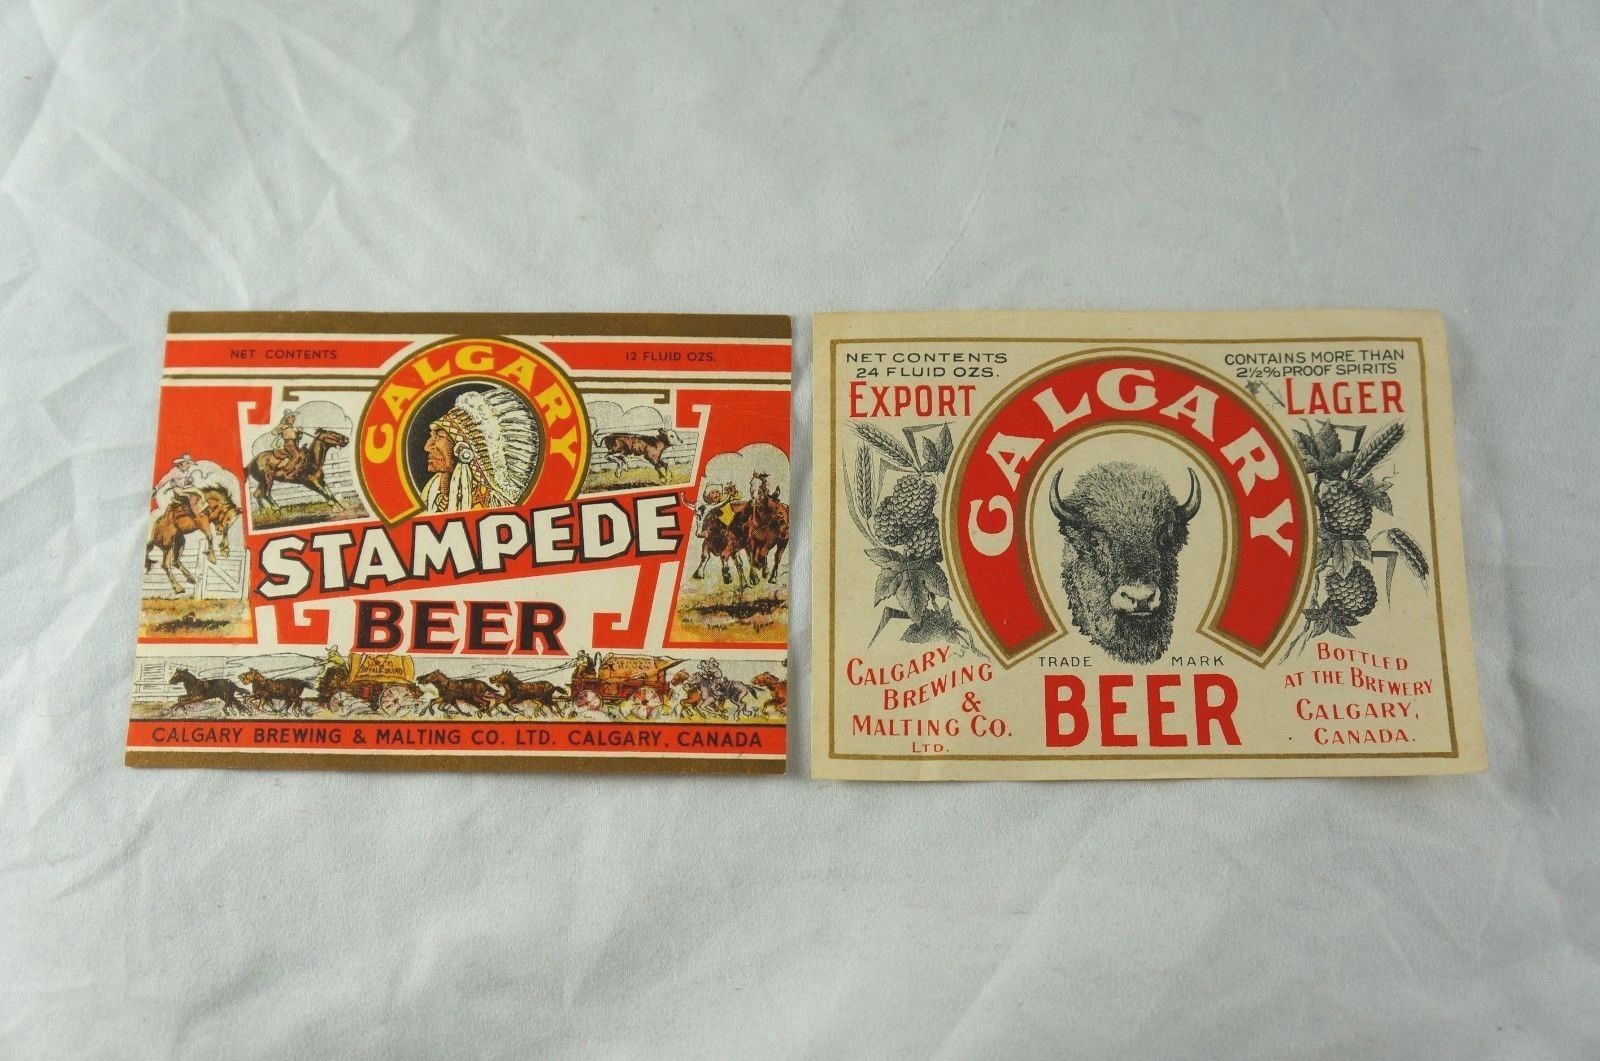 NET CONTENTS
12 FLUID OZS.
CALGARY
STAMPEDE
BEER
CALGARY BREWING & MALTING CO. LTD. CALGARY, CANADA
NET CONTENTS
24 FLUID OZS.
EXPORT
CONTAINS MORE THAN
2½% PROOF SPIRITS
LAGER
CALGARY
TRADE MARK
BEER
CALGARY
BREWING
&
MALTING CO.
LTD.
BOTTLED
AT THE BREWERY
CALGARY,
CANADA.